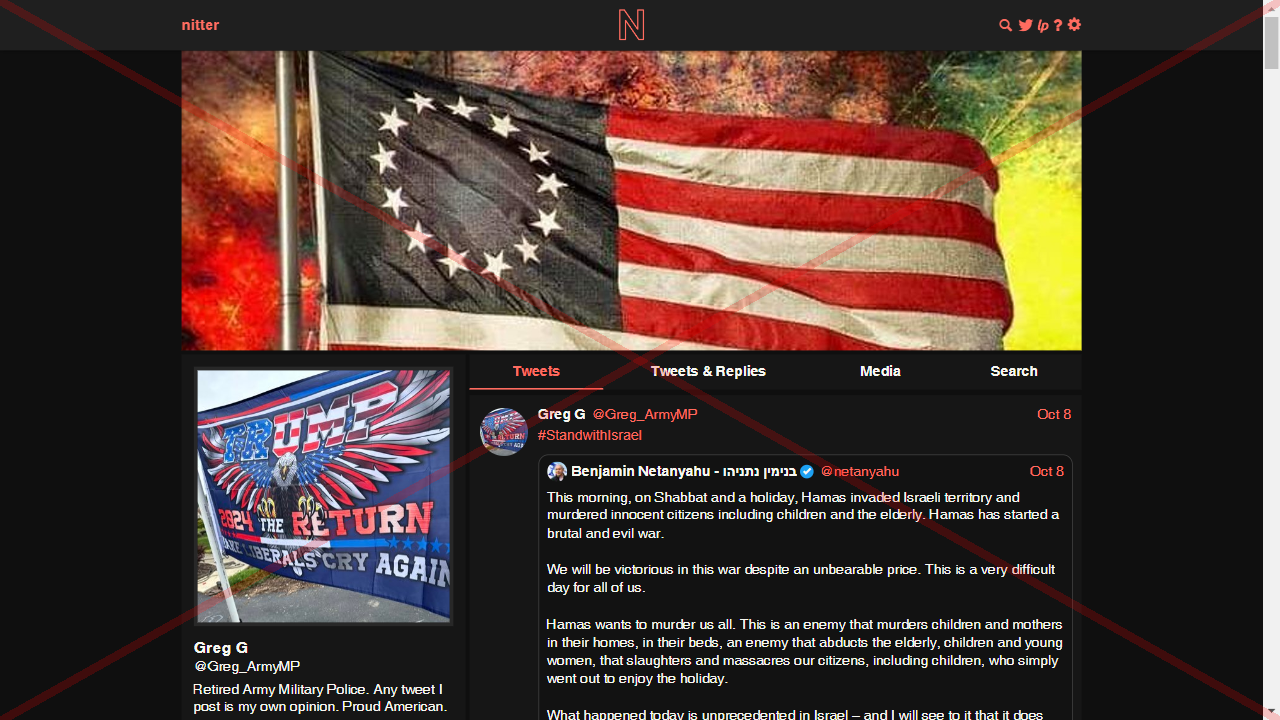 nitter
N
lp ?
Tweets Tweets & Replies Media Search
TRUMP
2024 THE RETURN
MAKE LIBERALS CRY AGAIN
Greg G
@Greg_ArmyMP
Retired Army Military Police. Any tweet I
post is my own opinion. Proud American.
Greg G @Greg_ArmyMP Oct 8
#StandwithIsrael
Benjamin Netanyahu - בנימין נתניהו @netanyahu Oct 8
This morning, on Shabbat and a holiday, Hamas invaded Israeli territory and
murdered innocent citizens including children and the elderly. Hamas has started a
brutal and evil war.
We will be victorious in this war despite an unbearable price. This is a very difficult
day for all of us.
Hamas wants to murder us all. This is an enemy that murders children and mothers
in their homes, in their beds, an enemy that abducts the elderly, children and young
women, that slaughters and massacres our citizens, including children, who simply
went out to enjoy the holiday.
What happened today is unprecedented in Israel – and I will see to it that it does